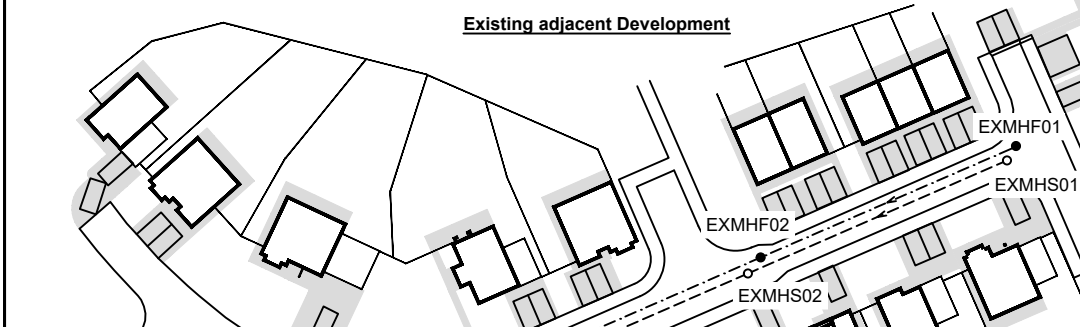 Existing adjacent Development
EXMHF01
EXMHS01
EXMHF02
EXMHS02